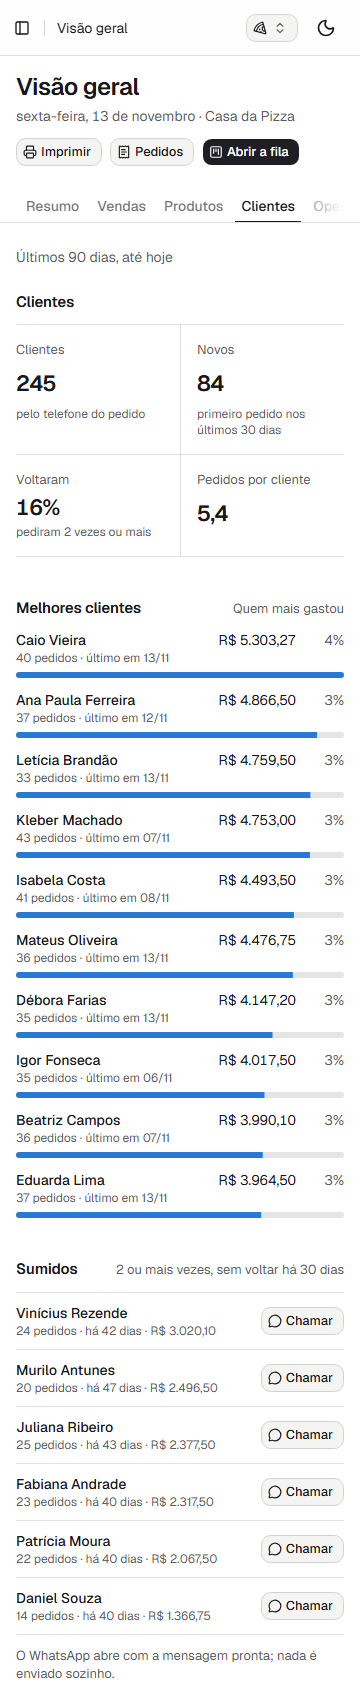 Visão geral
Visão geral
sexta-feira, 13 de novembro · Casa da Pizza
Imprimir
Pedidos
Abrir a fila
Resumo
Vendas
Produtos
Clientes
Ope
Últimos 90 dias, até hoje
Clientes
Clientes
245
pelo telefone do pedido
Novos
84
primeiro pedido nos
últimos 30 dias
Voltaram
16%
pediram 2 vezes ou mais
Pedidos por cliente
5,4
Melhores clientes
Quem mais gastou
Caio Vieira R$ 5.303,27 4%
40 pedidos · último em 13/11
Ana Paula Ferreira R$ 4.866,50 3%
37 pedidos · último em 12/11
Letícia Brandão R$ 4.759,50 3%
33 pedidos · último em 13/11
Kleber Machado R$ 4.753,00 3%
43 pedidos · último em 07/11
Isabela Costa R$ 4.493,50 3%
41 pedidos · último em 08/11
Mateus Oliveira R$ 4.476,75 3%
36 pedidos · último em 13/11
Débora Farias R$ 4.147,20 3%
35 pedidos · último em 13/11
Igor Fonseca R$ 4.017,50 3%
35 pedidos · último em 06/11
Beatriz Campos R$ 3.990,10 3%
36 pedidos · último em 07/11
Eduarda Lima R$ 3.964,50 3%
37 pedidos · último em 13/11
Sumidos
2 ou mais vezes, sem voltar há 30 dias
Vinícius Rezende
24 pedidos · há 42 dias · R$ 3.020,10
Chamar
Murilo Antunes
20 pedidos · há 47 dias · R$ 2.496,50
Chamar
Juliana Ribeiro
25 pedidos · há 43 dias · R$ 2.377,50
Chamar
Fabiana Andrade
23 pedidos · há 40 dias · R$ 2.317,50
Chamar
Patrícia Moura
22 pedidos · há 40 dias · R$ 2.067,50
Chamar
Daniel Souza
14 pedidos · há 40 dias · R$ 1.366,75
Chamar
O WhatsApp abre com a mensagem pronta; nada é
enviado sozinho.